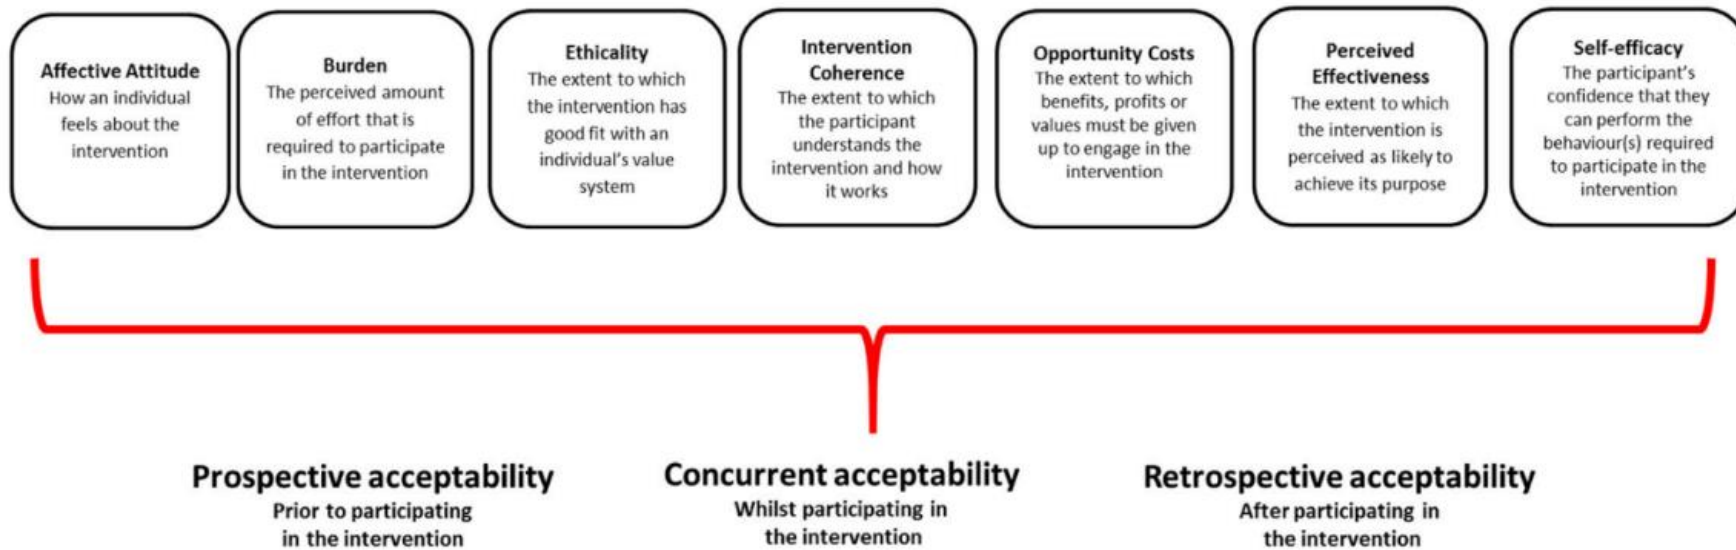 Affective Attitude
How an individual
feels about the
intervention
Burden
The perceived amount
of effort that is
required to participate
in the intervention
Ethicality
The extent to which
the intervention has
good fit with an
individual's value
system
Intervention
Coherence
The extent to which
the participant
understands the
intervention and how
it works
Opportunity Costs
The extent to which
benefits, profits or
values must be given
up to engage in the
intervention
Perceived
Effectiveness
The extent to which
the intervention is
perceived as likely to
achieve its purpose
Self-efficacy
The participant's
confidence that they
can perform the
behaviour(s) required
to participate in the
intervention
Prospective acceptability
Prior to participating
in the intervention
Concurrent acceptability
Whilst participating in
the intervention
Retrospective acceptability
After participating in
the intervention